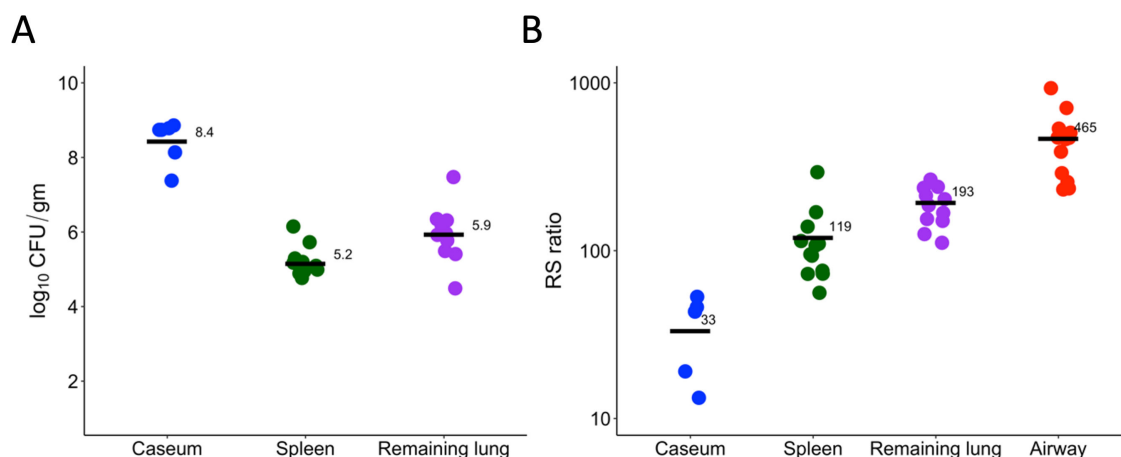 A
log10 CFU/gm
10
8
6
4
2
8.4
5.2
5.9
Caseum
Spleen
Remaining lung
B
RS ratio
1000
100
10
33
119
193
465
Caseum
Spleen
Remaining lung
Airway